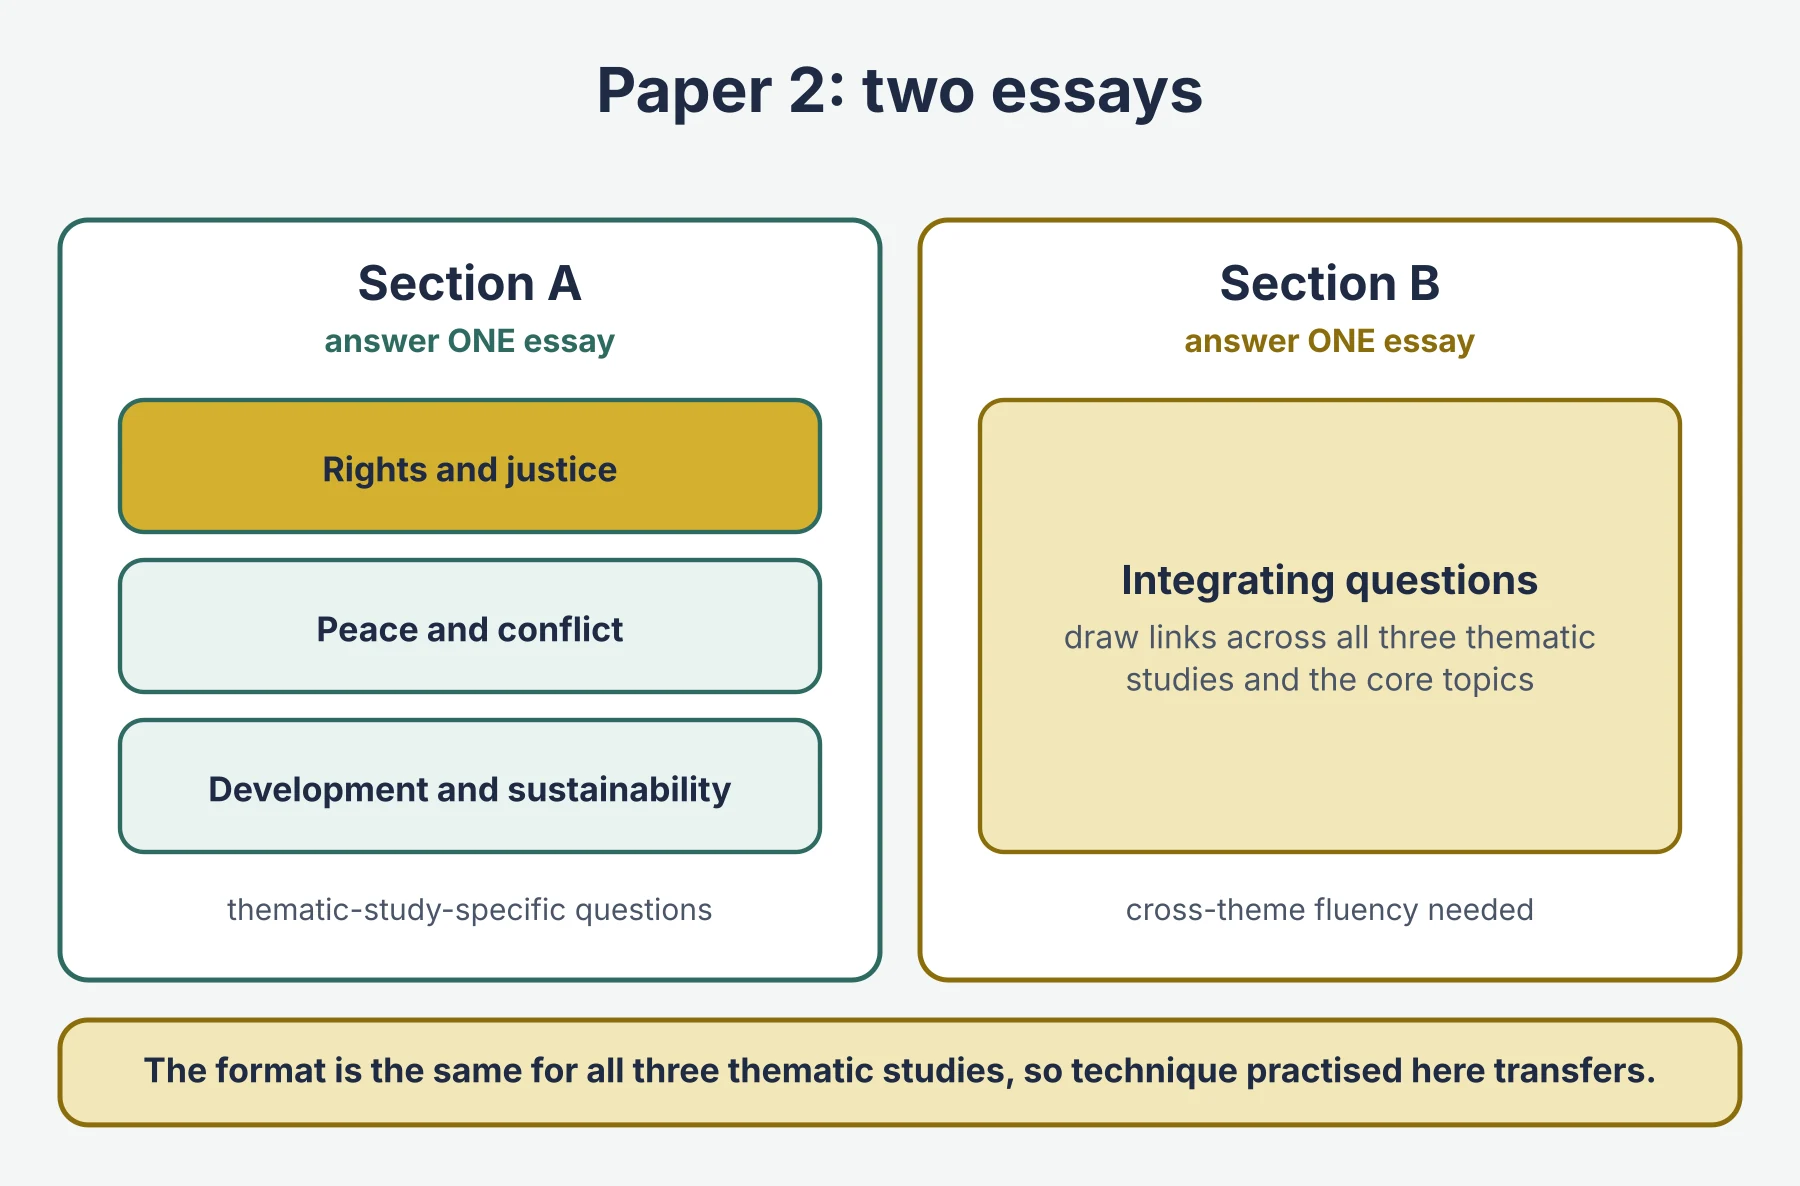 Paper 2: two essays
Section A
answer ONE essay
Rights and justice
Peace and conflict
Development and sustainability
thematic-study-specific questions
Section B
answer ONE essay
Integrating questions
draw links across all three thematic
studies and the core topics
cross-theme fluency needed
The format is the same for all three thematic studies, so technique practised here transfers.